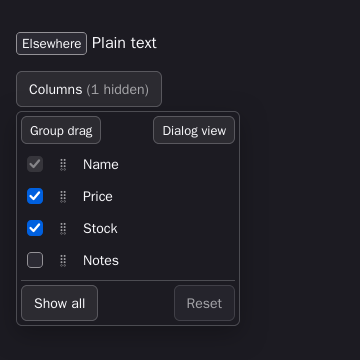 Elsewhere Plain text
Columns (1 hidden)
Group drag Dialog view
Name
Price
Stock
Notes
Show all Reset